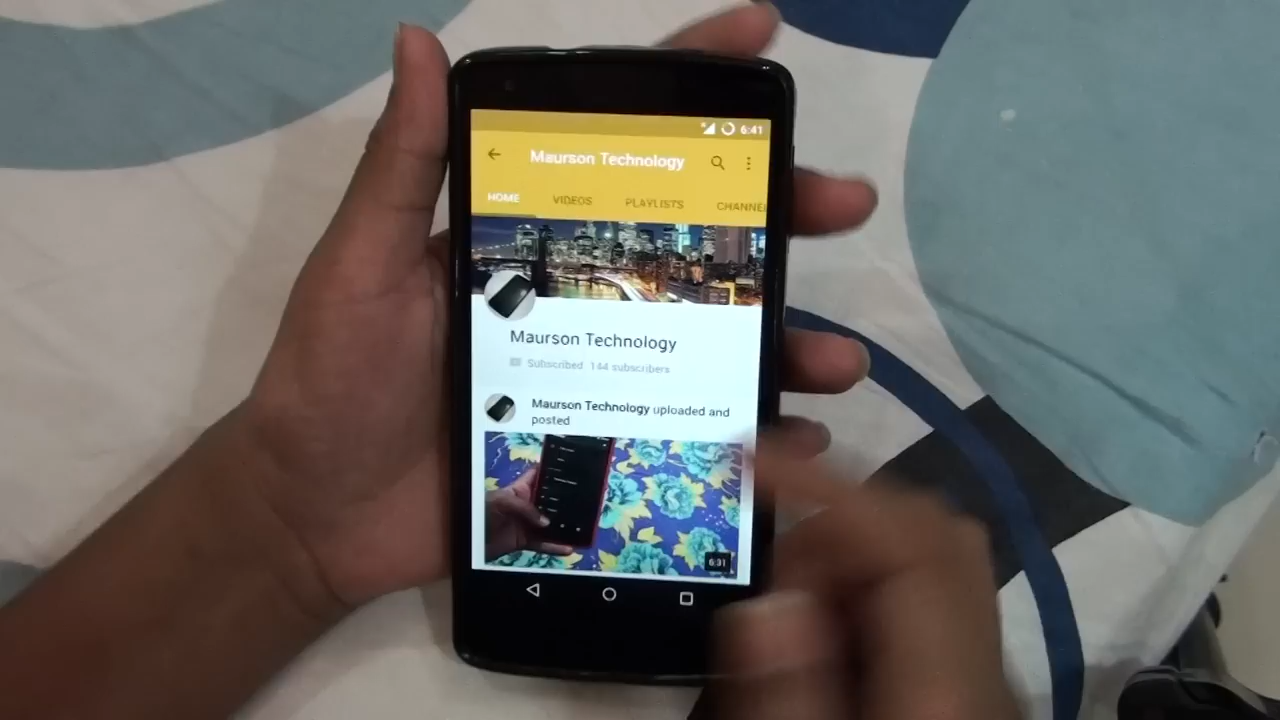 6:41
Maurson Technology
HOME VIDEOS PLAYLISTS CHANNEL
Maurson Technology
Subscribed 144 subscribers
Maurson Technology uploaded and
posted
6:31